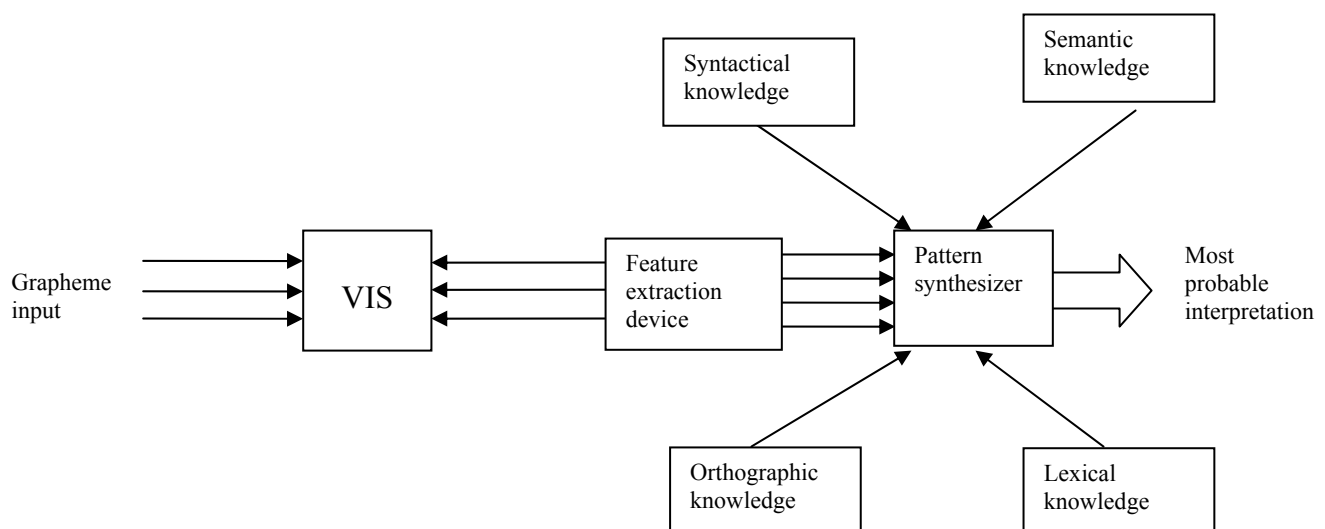 Syntactical
knowledge
Semantic
knowledge
Grapheme
input
VIS
Feature
extraction
device
Pattern
synthesizer
Most
probable
interpretation
Orthographic
knowledge
Lexical
knowledge